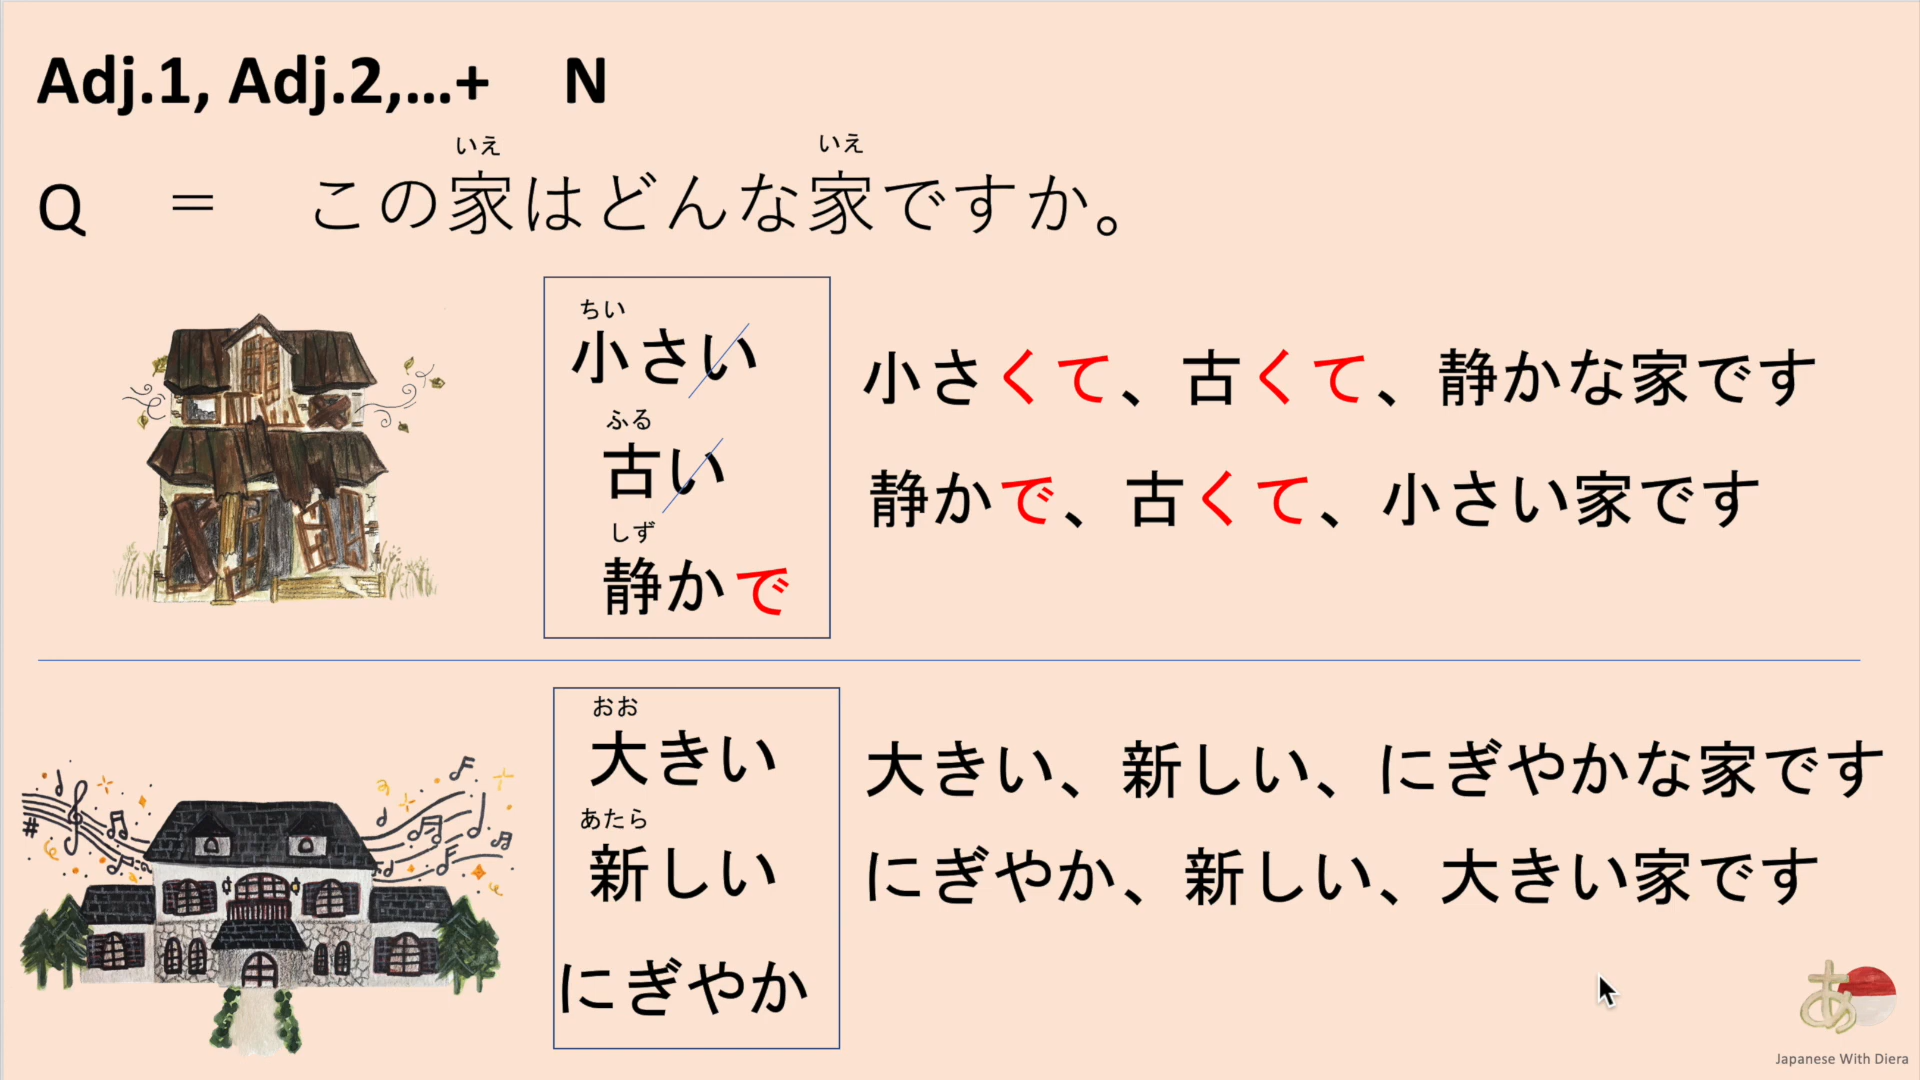 Adj.1, Adj.2,...+ N
いえ いえ
Q ＝ この家はどんな家ですか。
ちい
小さい
ふる
古い
しず
静かで
小さくて、古くて、静かな家です
静かで、古くて、小さい家です
おお
大きい
あたら
新しい
にぎやか
大きい、新しい、にぎやかな家です
にぎやか、新しい、大きい家です
あ
Japanese With Diera